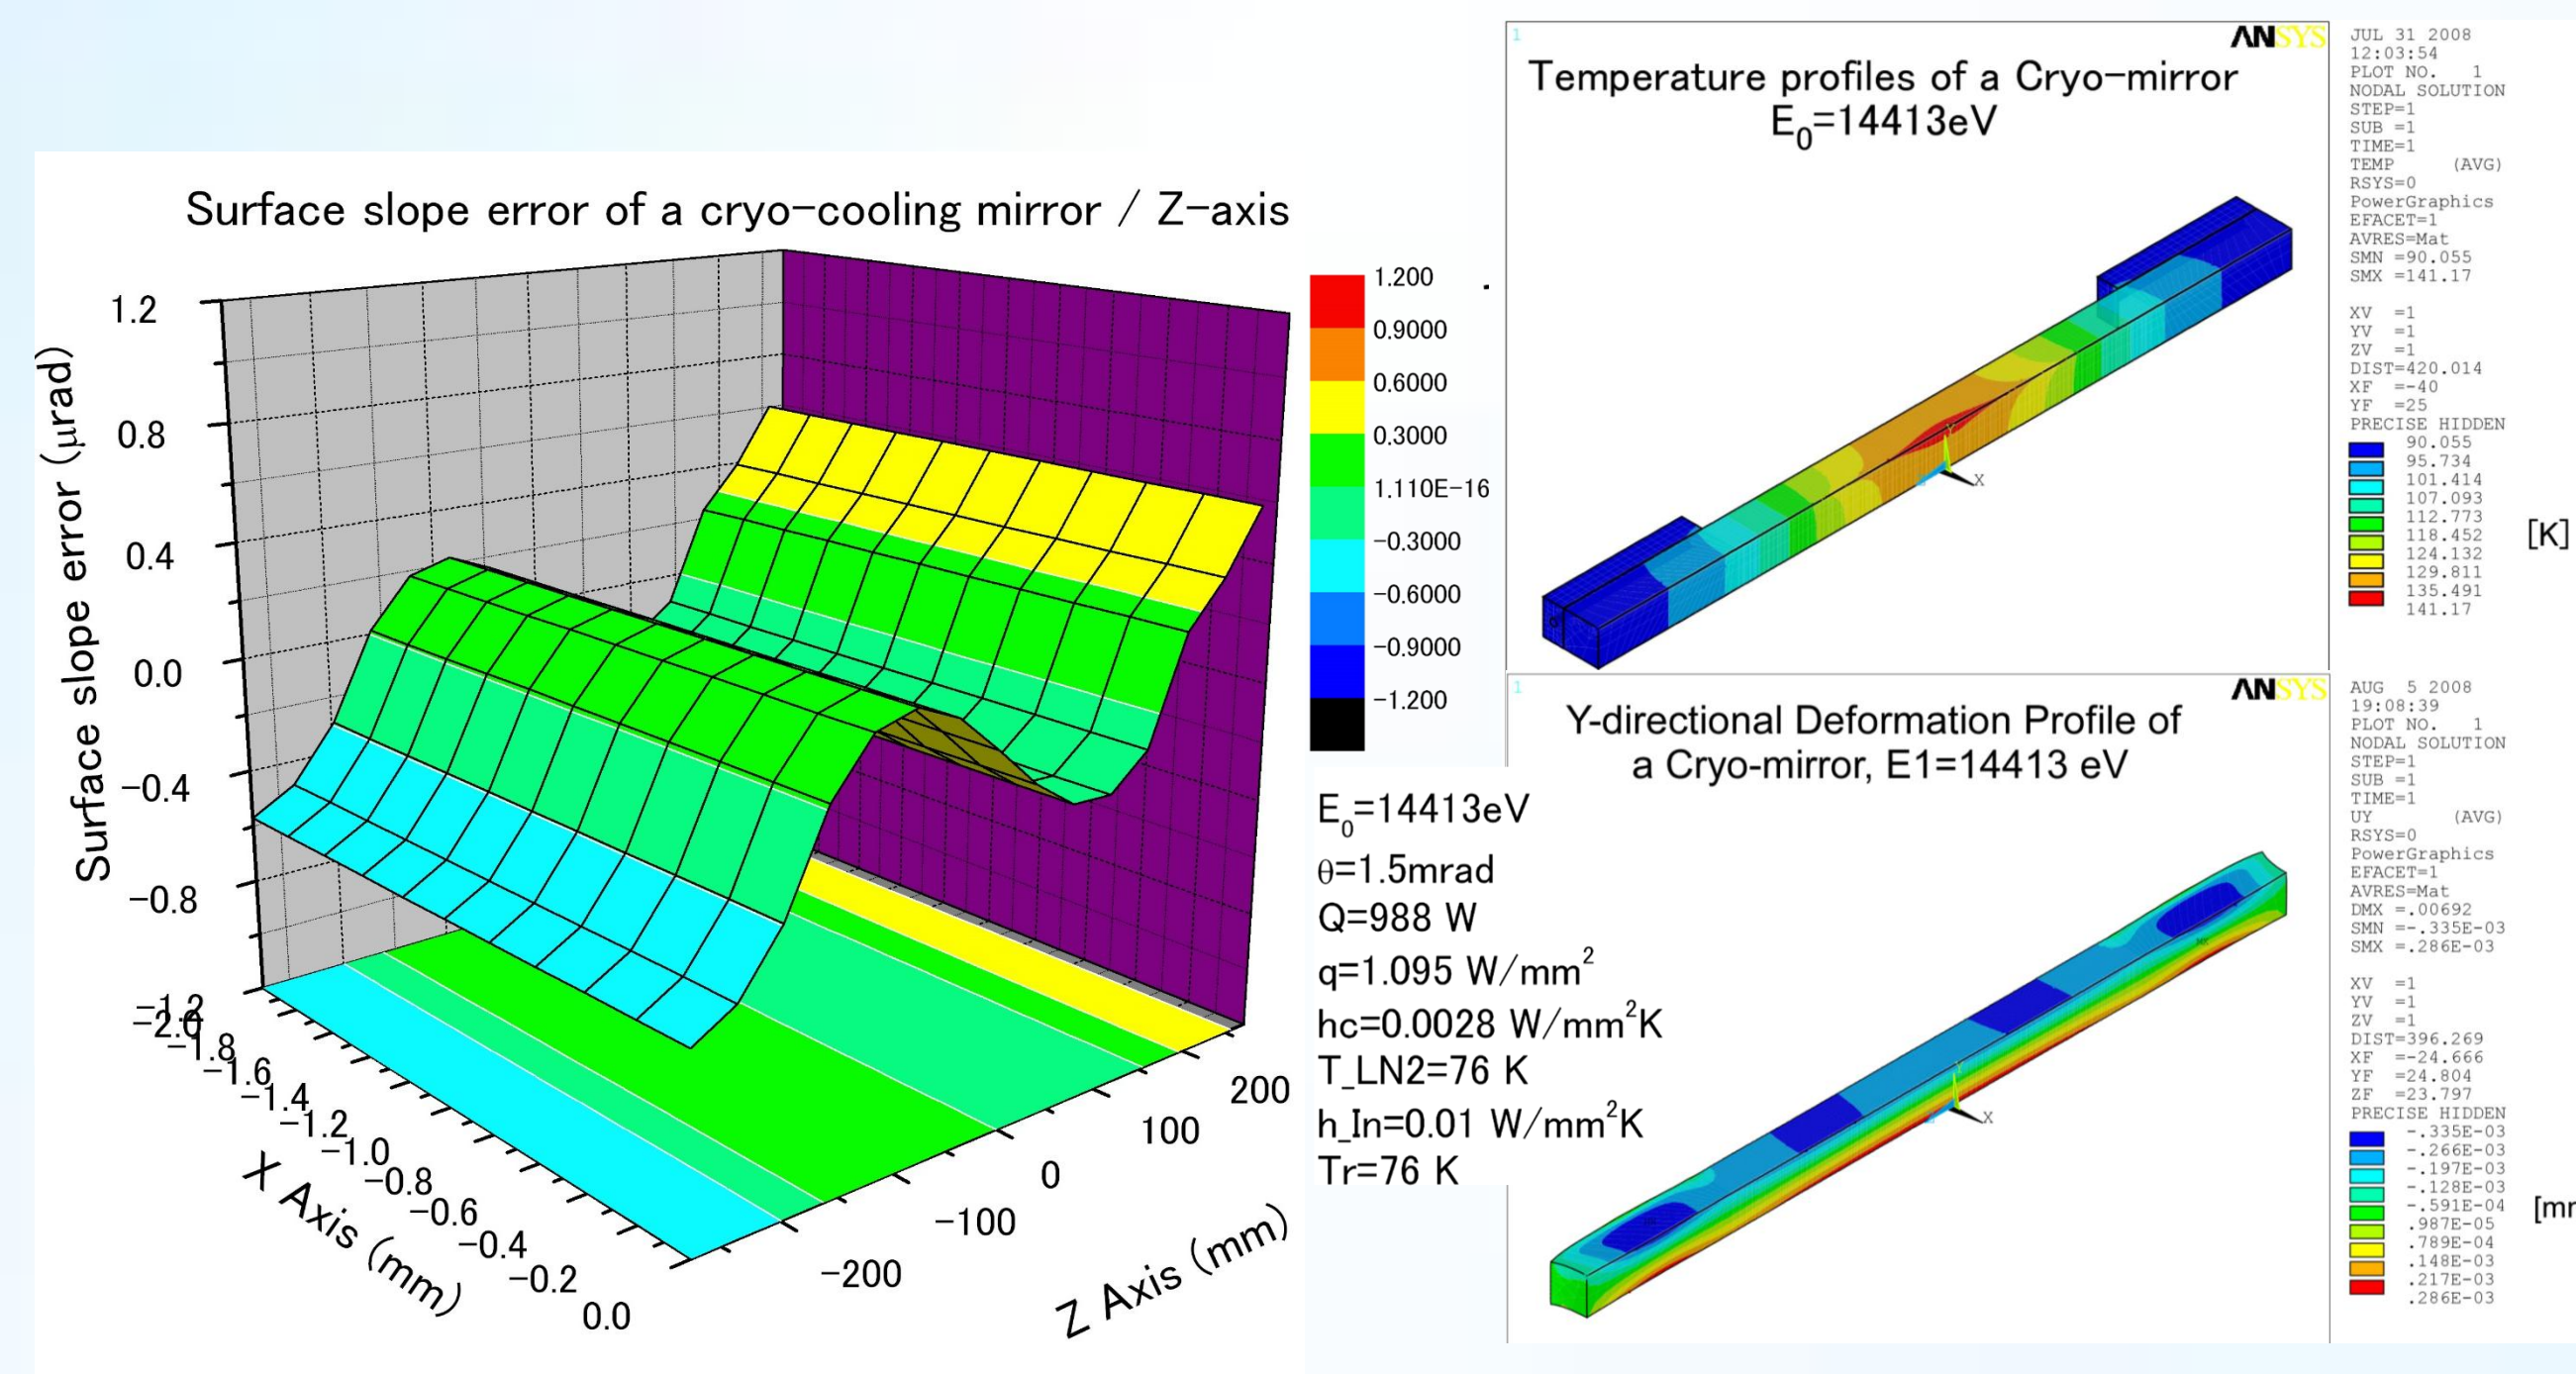 Surface slope error of a cryo-cooling mirror / Z-axis
Surface slope error (μrad)
1.2
0.8
0.4
0.0
-0.4
-0.8
-1.2
-2.0
-1.8
-1.6
-1.4
-1.2
-1.0
-0.8
-0.6
-0.4
-0.2
0.0
X Axis (mm)
-200
-100
0
100
200
Z Axis (mm)
1.200
0.9000
0.6000
0.3000
1.110E-16
-0.3000
-0.6000
-0.9000
-1.200
E₀=14413eV
θ=1.5mrad
Q=988 W
q=1.095 W/mm²
hc=0.0028 W/mm²K
T_LN2=76 K
h_In=0.01 W/mm²K
Tr=76 K
1
ANSYS
Temperature profiles of a Cryo-mirror
E₀=14413eV
Y
X
JUL 31 2008
12:03:54
PLOT NO. 1
NODAL SOLUTION
STEP=1
SUB =1
TIME=1
TEMP (AVG)
RSYS=0
PowerGraphics
EFACET=1
AVRES=Mat
SMN =90.055
SMX =141.17
XV =1
YV =1
ZV =1
DIST=420.014
XF =-40
YF =25
PRECISE HIDDEN
90.055
95.734
101.414
107.093
112.773
118.452
124.132
129.811
135.491
141.17
[K]
1
ANSYS
Y-directional Deformation Profile of
a Cryo-mirror, E1=14413 eV
X
AUG 5 2008
19:08:39
PLOT NO. 1
NODAL SOLUTION
STEP=1
SUB =1
TIME=1
UY (AVG)
RSYS=0
PowerGraphics
EFACET=1
AVRES=Mat
DMX =.00692
SMN =-.335E-03
SMX =.286E-03
XV =1
YV =1
ZV =1
DIST=396.269
XF =-24.666
YF =24.804
ZF =23.797
PRECISE HIDDEN
-.335E-03
-.266E-03
-.197E-03
-.128E-03
-.591E-04
.987E-05
.789E-04
.148E-03
.217E-03
.286E-03